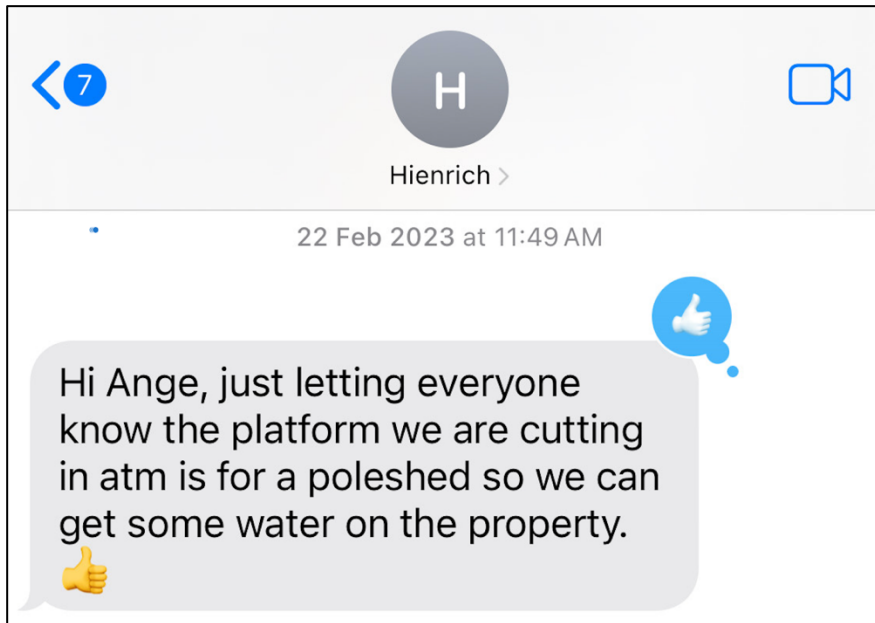 7
H
Hienrich
22 Feb 2023 at 11:49 AM
Hi Ange, just letting everyone
know the platform we are cutting
in atm is for a poleshed so we can
get some water on the property.
👍